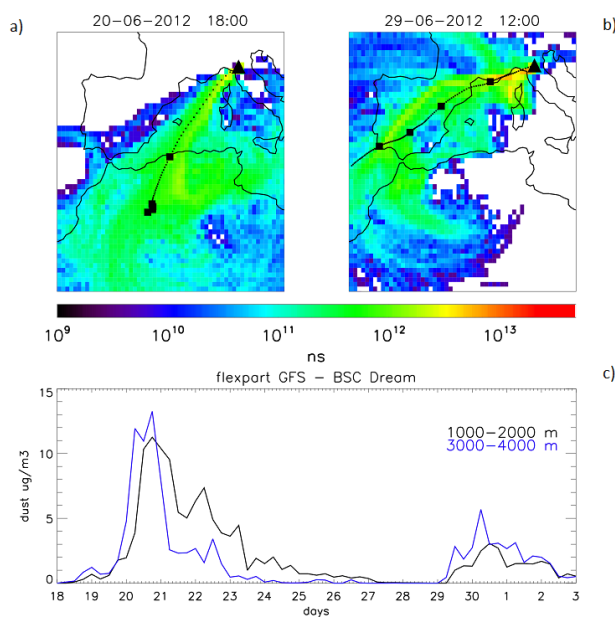 a) 20-06-2012 18:00
29-06-2012 12:00 b)
10^9 10^10 10^11 10^12 10^13
ns
flexpart GFS – BSC Dream c)
15
10
5
0
dust ug/m3
1000–2000 m
3000–4000 m
18 19 20 21 22 23 24 25 26 27 28 29 30 1 2 3
days